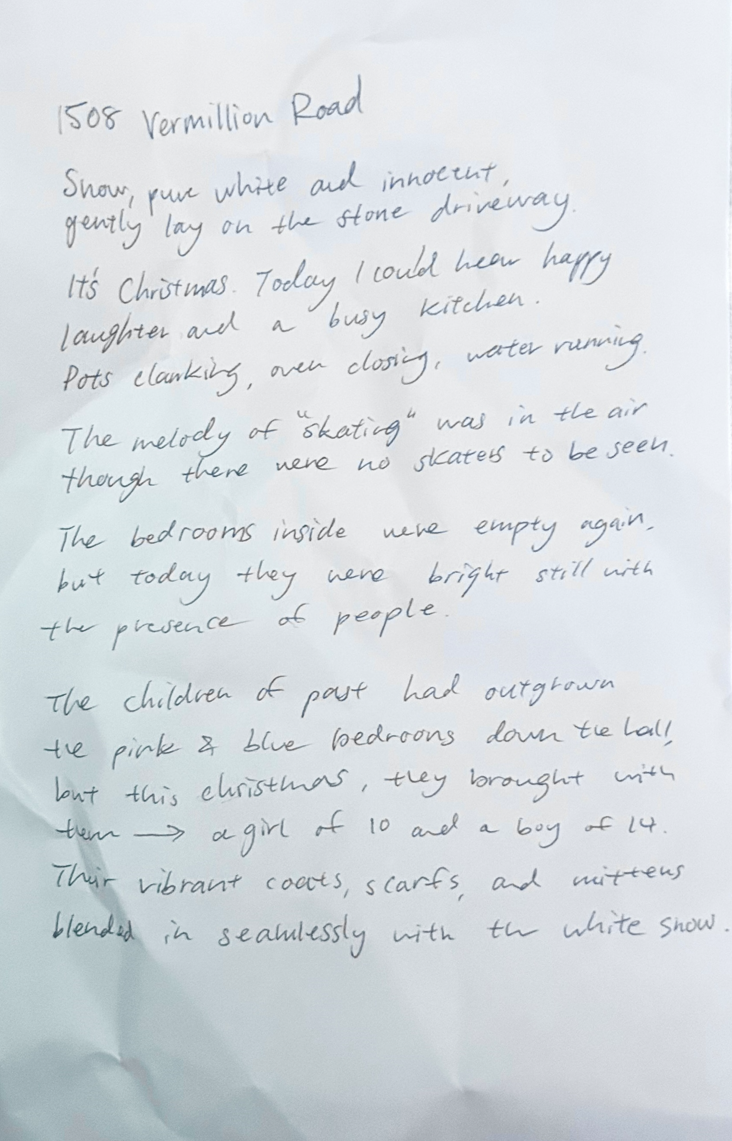 1508 Vermillion Road
Snow, pure white and innocent,
gently lay on the stone driveway.
It's Christmas. Today I could hear happy
laughter and a busy kitchen.
Pots clanking, oven closing, water running.
The melody of "skating" was in the air
though there were no skaters to be seen.
The bedrooms inside were empty again,
but today they were bright still with
the presence of people.
The children of past had outgrown
the pink & blue bedrooms down the hall,
but this christmas, they brought with
them → a girl of 10 and a boy of 14.
Their vibrant coats, scarfs, and mittens
blended in seamlessly with the white snow.